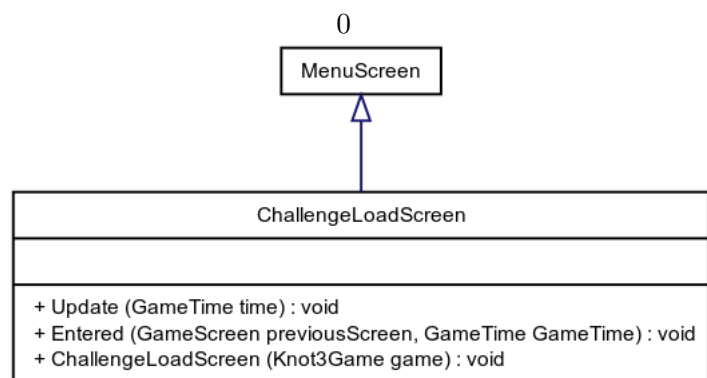 0
MenuScreen
ChallengeLoadScreen
+ Update (GameTime time) : void
+ Entered (GameScreen previousScreen, GameTime GameTime) : void
+ ChallengeLoadScreen (Knot3Game game) : void